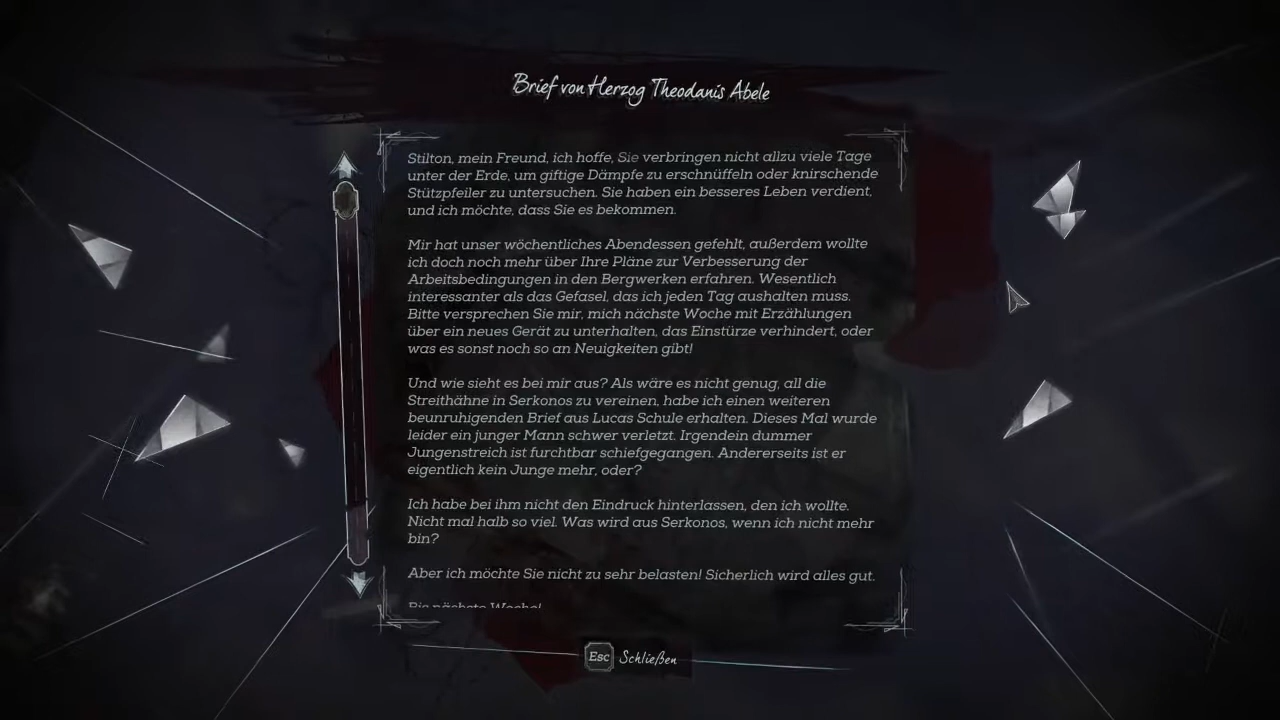 Brief von Herzog Theodanis Abele
Stilton, mein Freund, ich hoffe, Sie verbringen nicht allzu viele Tage
unter der Erde, um giftige Dämpfe zu erschnüffeln oder knirschende
Stützpfeiler zu untersuchen. Sie haben ein besseres Leben verdient,
und ich möchte, dass Sie es bekommen.
Mir hat unser wöchentliches Abendessen gefehlt, außerdem wollte
ich doch noch mehr über Ihre Pläne zur Verbesserung der
Arbeitsbedingungen in den Bergwerken erfahren. Wesentlich
interessanter als das Gefasel, das ich jeden Tag aushalten muss.
Bitte versprechen Sie mir, mich nächste Woche mit Erzählungen
über ein neues Gerät zu unterhalten, das Einstürze verhindert, oder
was es sonst noch so an Neuigkeiten gibt!
Und wie sieht es bei mir aus? Als wäre es nicht genug, all die
Streithähne in Serkonos zu vereinen, habe ich einen weiteren
beunruhigenden Brief aus Lucas Schule erhalten. Dieses Mal wurde
leider ein junger Mann schwer verletzt. Irgendein dummer
Jungenstreich ist furchtbar schiefgegangen. Andererseits ist er
eigentlich kein Junge mehr, oder?
Ich habe bei ihm nicht den Eindruck hinterlassen, den ich wollte.
Nicht mal halb so viel. Was wird aus Serkonos, wenn ich nicht mehr
bin?
Aber ich möchte Sie nicht zu sehr belasten! Sicherlich wird alles gut.
Bis nächste Woche!
Esc Schließen